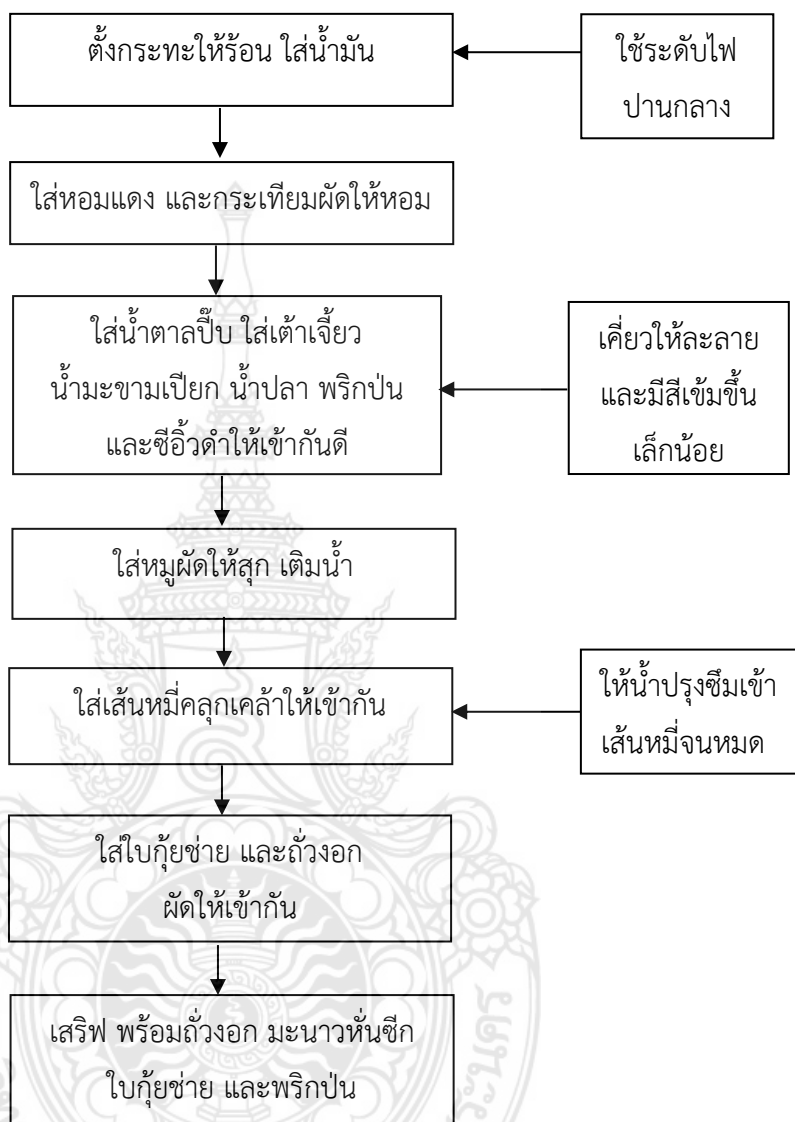 ตั้งกระทะให้ร้อน ใส่น้ำมัน
ใช้ระดับไฟ
ปานกลาง
ใส่หอมแดง และกระเทียมผัดให้หอม
ใส่น้ำตาลปี๊บ ใส่เต้าเจี้ยว
น้ำมะขามเปียก น้ำปลา พริกป่น
และซีอิ้วดำให้เข้ากันดี
เคี่ยวให้ละลาย
และมีสีเข้มขึ้น
เล็กน้อย
ใส่หมูผัดให้สุก เติมน้ำ
ใส่เส้นหมี่คลุกเคล้าให้เข้ากัน
ให้น้ำปรุงซึมเข้า
เส้นหมี่จนหมด
ใส่ใบกุ้ยช่าย และถั่วงอก
ผัดให้เข้ากัน
เสริฟ พร้อมถั่วงอก มะนาวหั่นซีก
ใบกุ้ยช่าย และพริกป่น
ระนคร